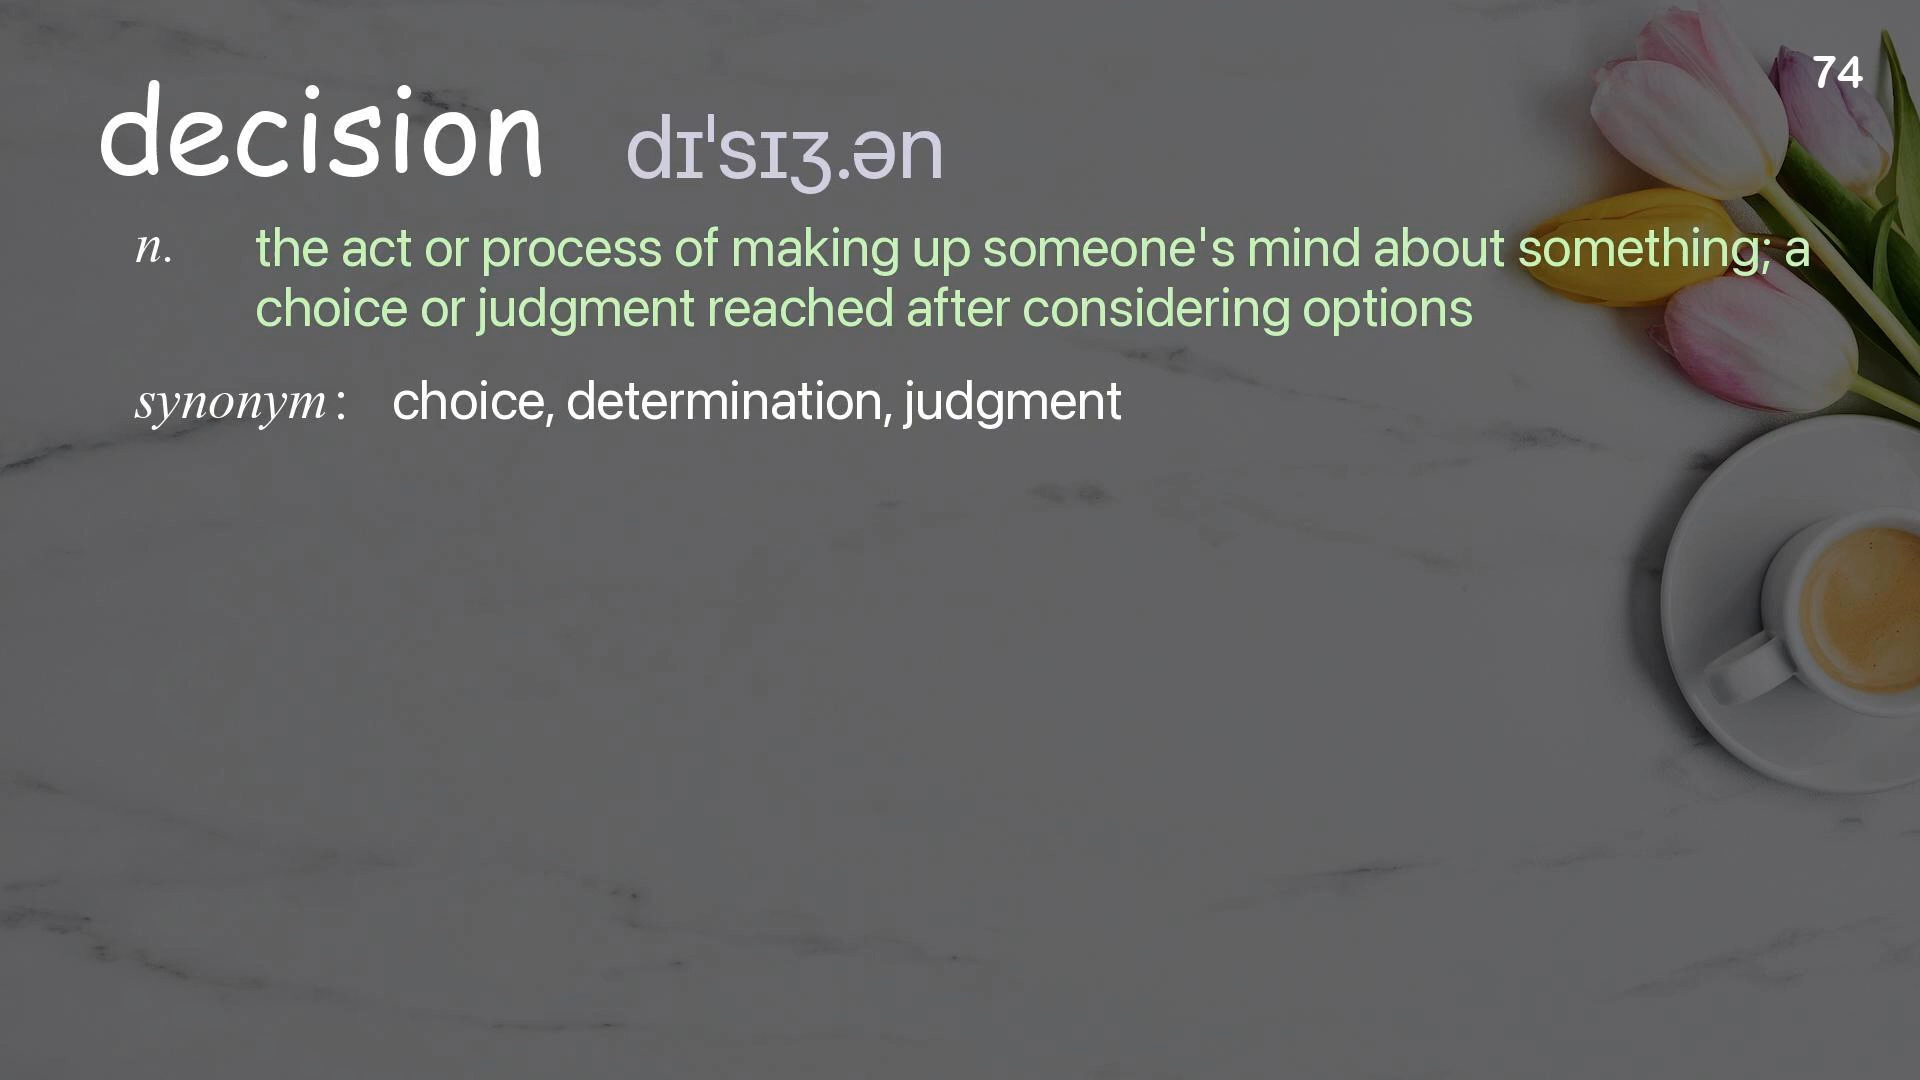 74
decision dɪˈsɪʒ.ən
n. the act or process of making up someone's mind about something; a
choice or judgment reached after considering options
synonym: choice, determination, judgment